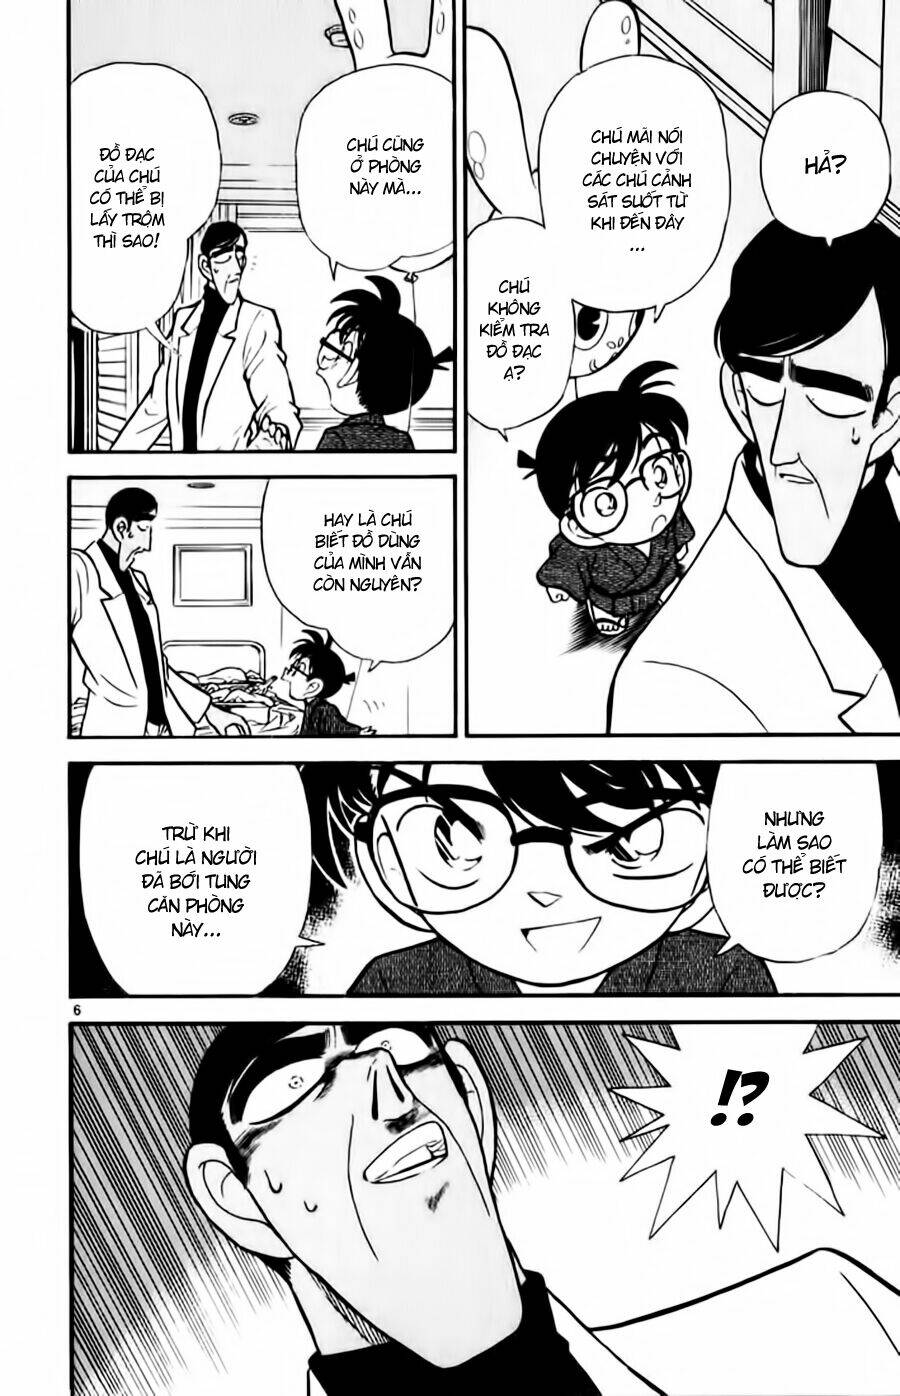 HẢ?
CHÚ MÃI NÓI
CHUYỆN VỚI
CÁC CHÚ CẢNH
SÁT SUỐT TỪ
KHI ĐẾN ĐÂY
...
CHÚ
KHÔNG
KIỂM TRA
ĐỒ ĐẠC
Ạ?
CHÚ CŨNG
Ở PHÒNG
NÀY MÀ...
ĐỒ ĐẠC
CỦA CHÚ
CÓ THỂ BỊ
LẤY TRỘM
THÌ SAO!
HAY LÀ CHÚ
BIẾT ĐỒ DÙNG
CỦA MÌNH VẪN
CÒN NGUYÊN?
NHƯNG
LÀM SAO
CÓ THỂ BIẾT
ĐƯỢC?
TRỪ KHI
CHÚ LÀ NGƯỜI
ĐÃ BỚI TUNG
CĂN PHÒNG
NÀY...
6
!?